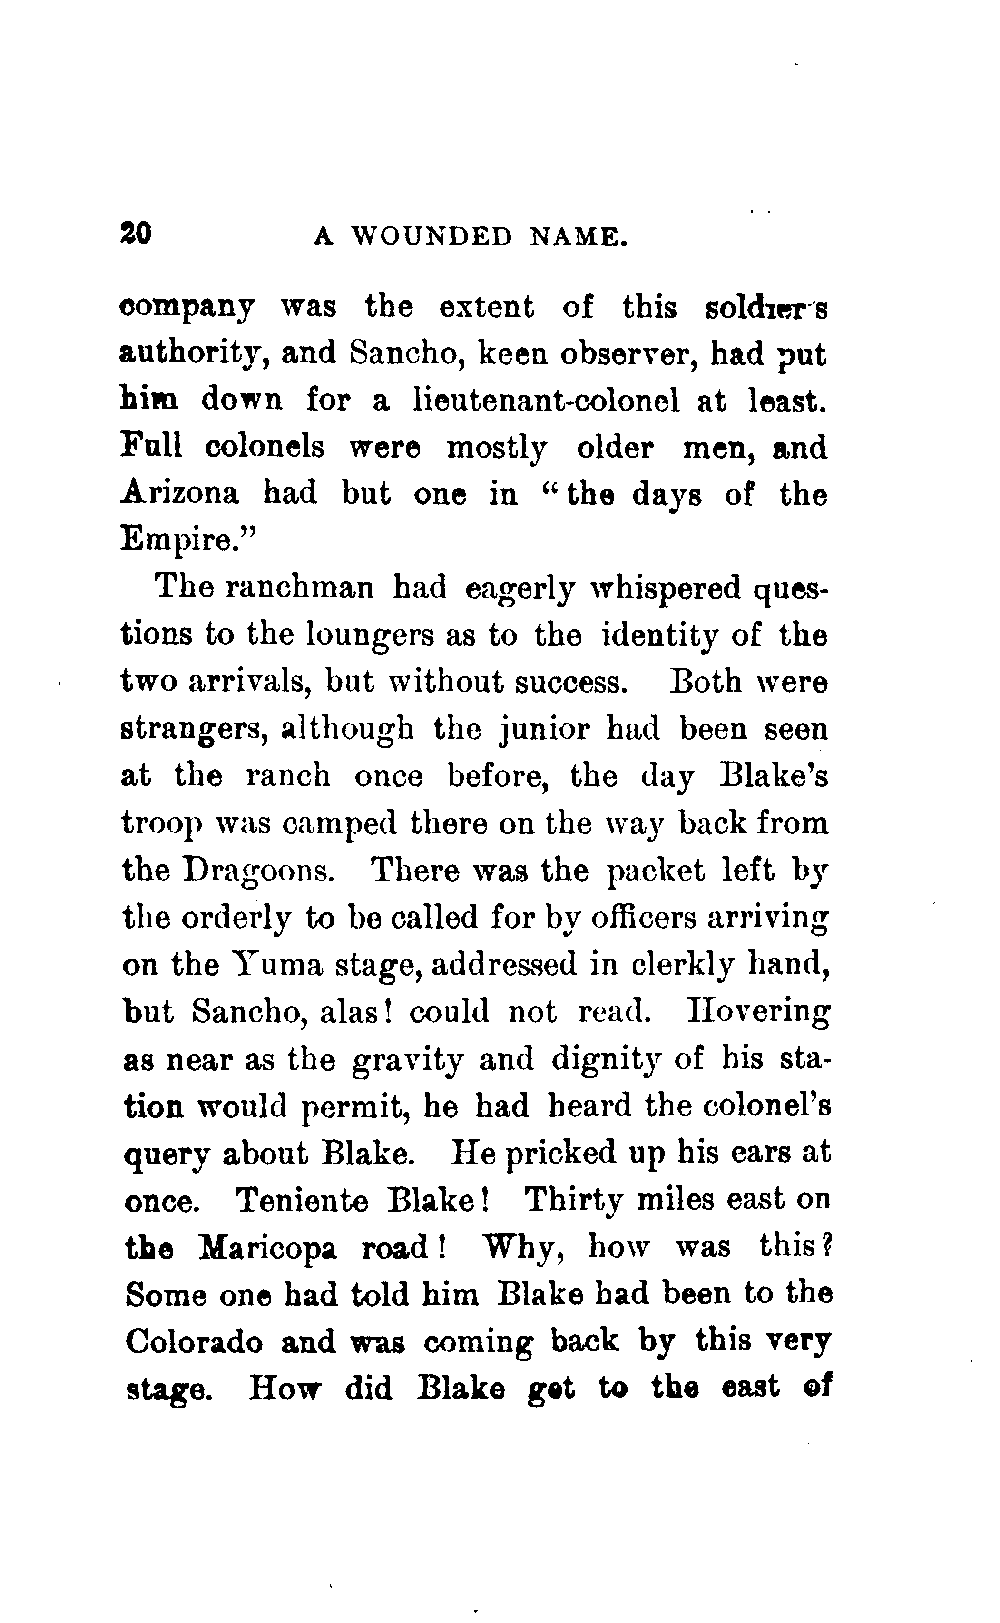 20 A WOUNDED NAME.
company was the extent of this soldier's
authority, and Sancho, keen observer, had put
him down for a lieutenant-colonel at least.
Full colonels were mostly older men, and
Arizona had but one in “the days of the
Empire.”
The ranchman had eagerly whispered ques-
tions to the loungers as to the identity of the
two arrivals, but without success. Both were
strangers, although the junior had been seen
at the ranch once before, the day Blake's
troop was camped there on the way back from
the Dragoons. There was the packet left by
the orderly to be called for by officers arriving
on the Yuma stage, addressed in clerkly hand,
but Sancho, alas! could not read. Hovering
as near as the gravity and dignity of his sta-
tion would permit, he had heard the colonel's
query about Blake. He pricked up his ears at
once. Teniente Blake! Thirty miles east on
the Maricopa road! Why, how was this?
Some one had told him Blake had been to the
Colorado and was coming back by this very
stage. How did Blake get to the east of